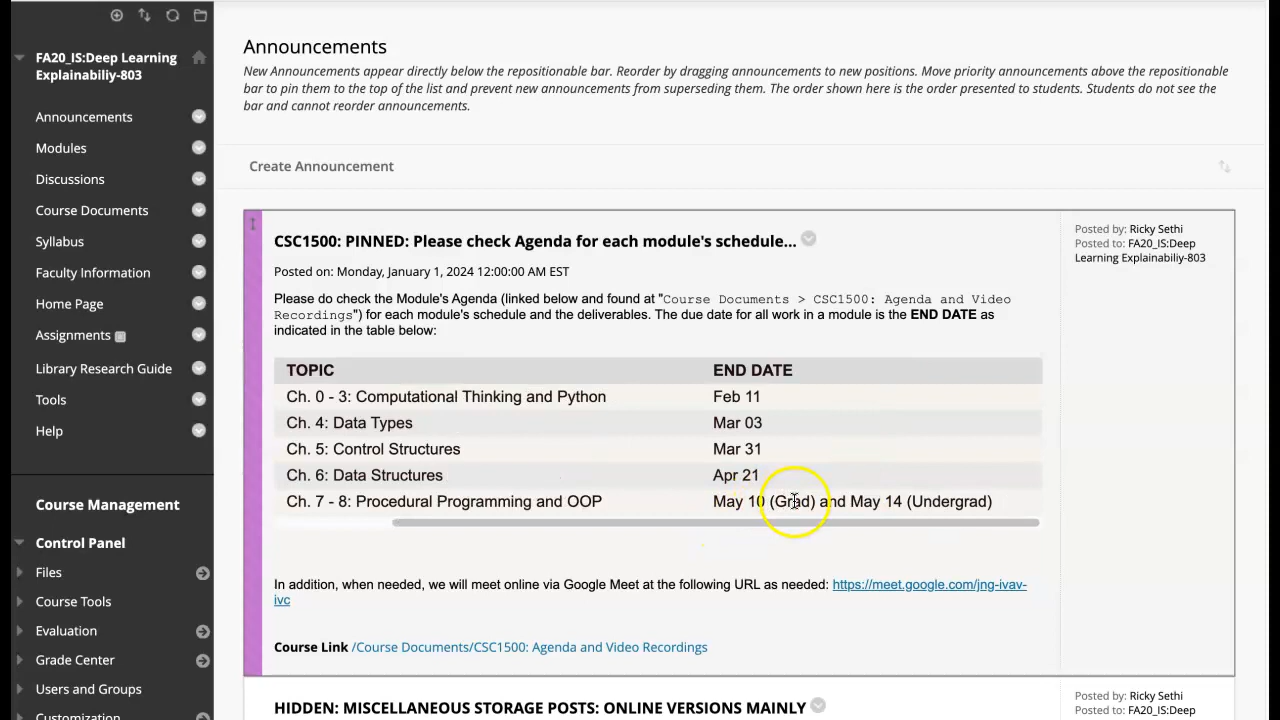 FA20_IS:Deep Learning
Explainabiliy-803
Announcements
Modules
Discussions
Course Documents
Syllabus
Faculty Information
Home Page
Assignments
Library Research Guide
Tools
Help
Course Management
Control Panel
Files
Course Tools
Evaluation
Grade Center
Users and Groups
Customization
Announcements
New Announcements appear directly below the repositionable bar. Reorder by dragging announcements to new positions. Move priority announcements above the repositionable
bar to pin them to the top of the list and prevent new announcements from superseding them. The order shown here is the order presented to students. Students do not see the
bar and cannot reorder announcements.
Create Announcement
CSC1500: PINNED: Please check Agenda for each module's schedule...
Posted on: Monday, January 1, 2024 12:00:00 AM EST
Please do check the Module's Agenda (linked below and found at "Course Documents > CSC1500: Agenda and Video
Recordings") for each module's schedule and the deliverables. The due date for all work in a module is the END DATE as
indicated in the table below:
TOPIC END DATE
Ch. 0 - 3: Computational Thinking and Python Feb 11
Ch. 4: Data Types Mar 03
Ch. 5: Control Structures Mar 31
Ch. 6: Data Structures Apr 21
Ch. 7 - 8: Procedural Programming and OOP May 10 (Grad) and May 14 (Undergrad)
In addition, when needed, we will meet online via Google Meet at the following URL as needed: https://meet.google.com/jng-ivav-
ivc
Course Link /Course Documents/CSC1500: Agenda and Video Recordings
Posted by: Ricky Sethi
Posted to: FA20_IS:Deep
Learning Explainabiliy-803
HIDDEN: MISCELLANEOUS STORAGE POSTS: ONLINE VERSIONS MAINLY
Posted by: Ricky Sethi
Posted to: FA20_IS:Deep